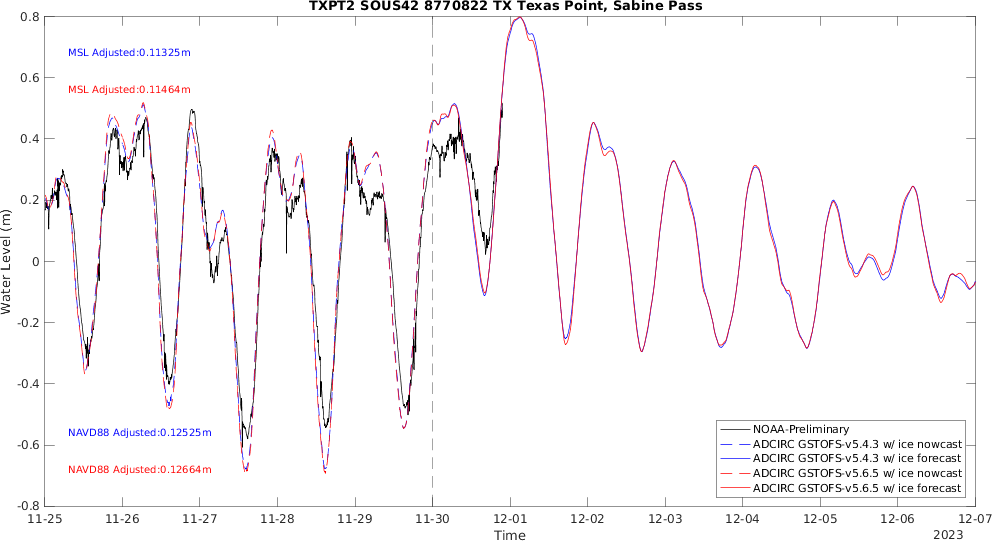 TXPT2 SOUS42 8770822 TX Texas Point, Sabine Pass
0.8
0.6
0.4
0.2
0
-0.2
-0.4
-0.6
-0.8
Water Level (m)
MSL Adjusted:0.11325m
MSL Adjusted:0.11464m
NAVD88 Adjusted:0.12525m
NAVD88 Adjusted:0.12664m
NOAA-Preliminary
ADCIRC GSTOFS-v5.4.3 w/ ice nowcast
ADCIRC GSTOFS-v5.4.3 w/ ice forecast
ADCIRC GSTOFS-v5.6.5 w/ ice nowcast
ADCIRC GSTOFS-v5.6.5 w/ ice forecast
11-25 11-26 11-27 11-28 11-29 11-30 12-01 12-02 12-03 12-04 12-05 12-06 12-07
Time
2023